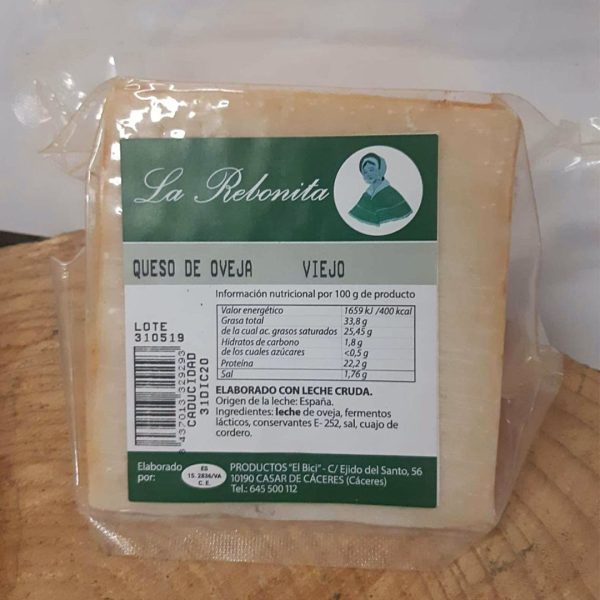 La Rebonita
QUESO DE OVEJA VIEJO
Información nutricional por 100 g de producto
Valor energético 1659 kJ /400 kcal
Grasa total 33,8 g
de la cual ac. grasos saturados 25,45 g
Hidratos de carbono 1,8 g
de los cuales azúcares <0,5 g
Proteína 22,2 g
Sal 1,76 g
LOTE
310519
CADUCIDAD
31DIC20
ELABORADO CON LECHE CRUDA.
Origen de la leche: España.
Ingredientes: leche de oveja, fermentos
lácticos, conservantes E- 252, sal, cuajo de
cordero.
Elaborado
por:
ES
15. 2836/VA
C. E.
PRODUCTOS "El Bici" - C/ Ejido del Santo, 56
10190 CASAR DE CÁCERES (Cáceres)
Tel.: 645 500 112